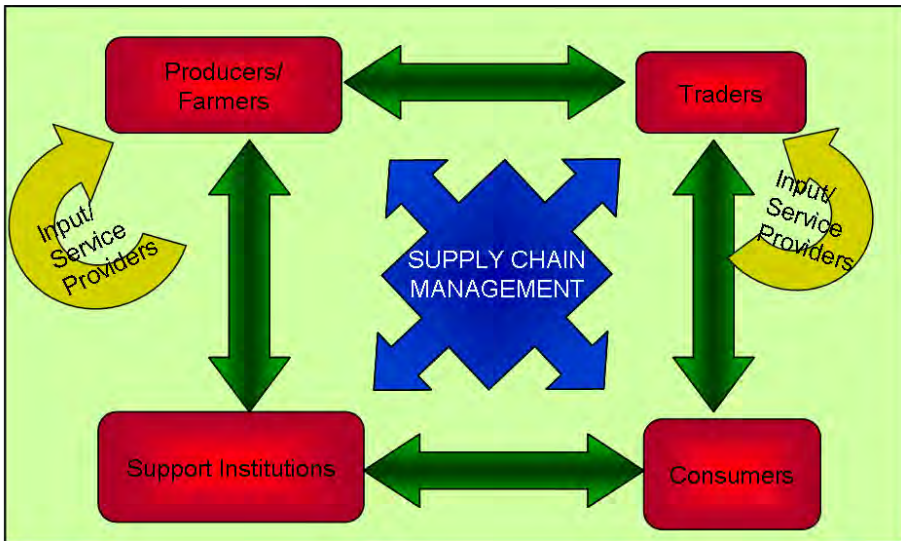 Producers/
Farmers
Traders
Input/
Service
Providers
Input/
Service
Providers
SUPPLY CHAIN
MANAGEMENT
Support Institutions
Consumers